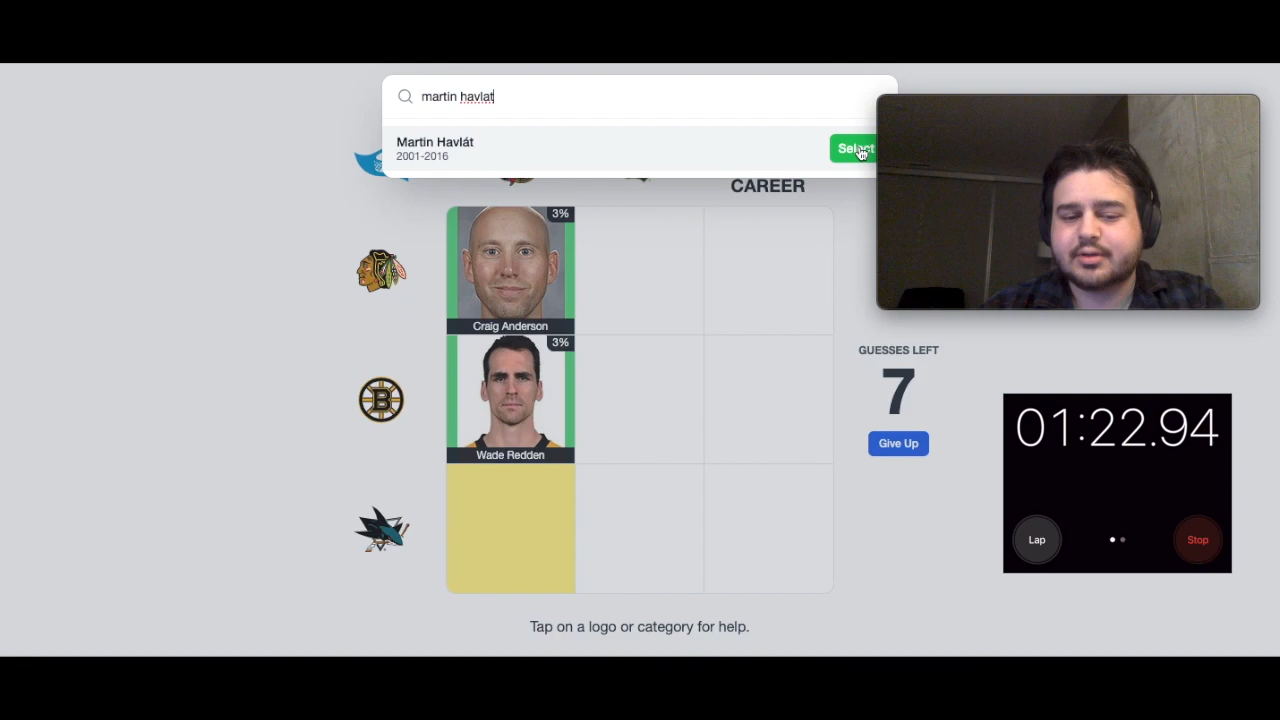 martin havlat
Martin Havlát
2001-2016
Select
CAREER
3%
Craig Anderson
3%
Wade Redden
GUESSES LEFT
7
Give Up
01:22.94
Lap
Stop
Tap on a logo or category for help.